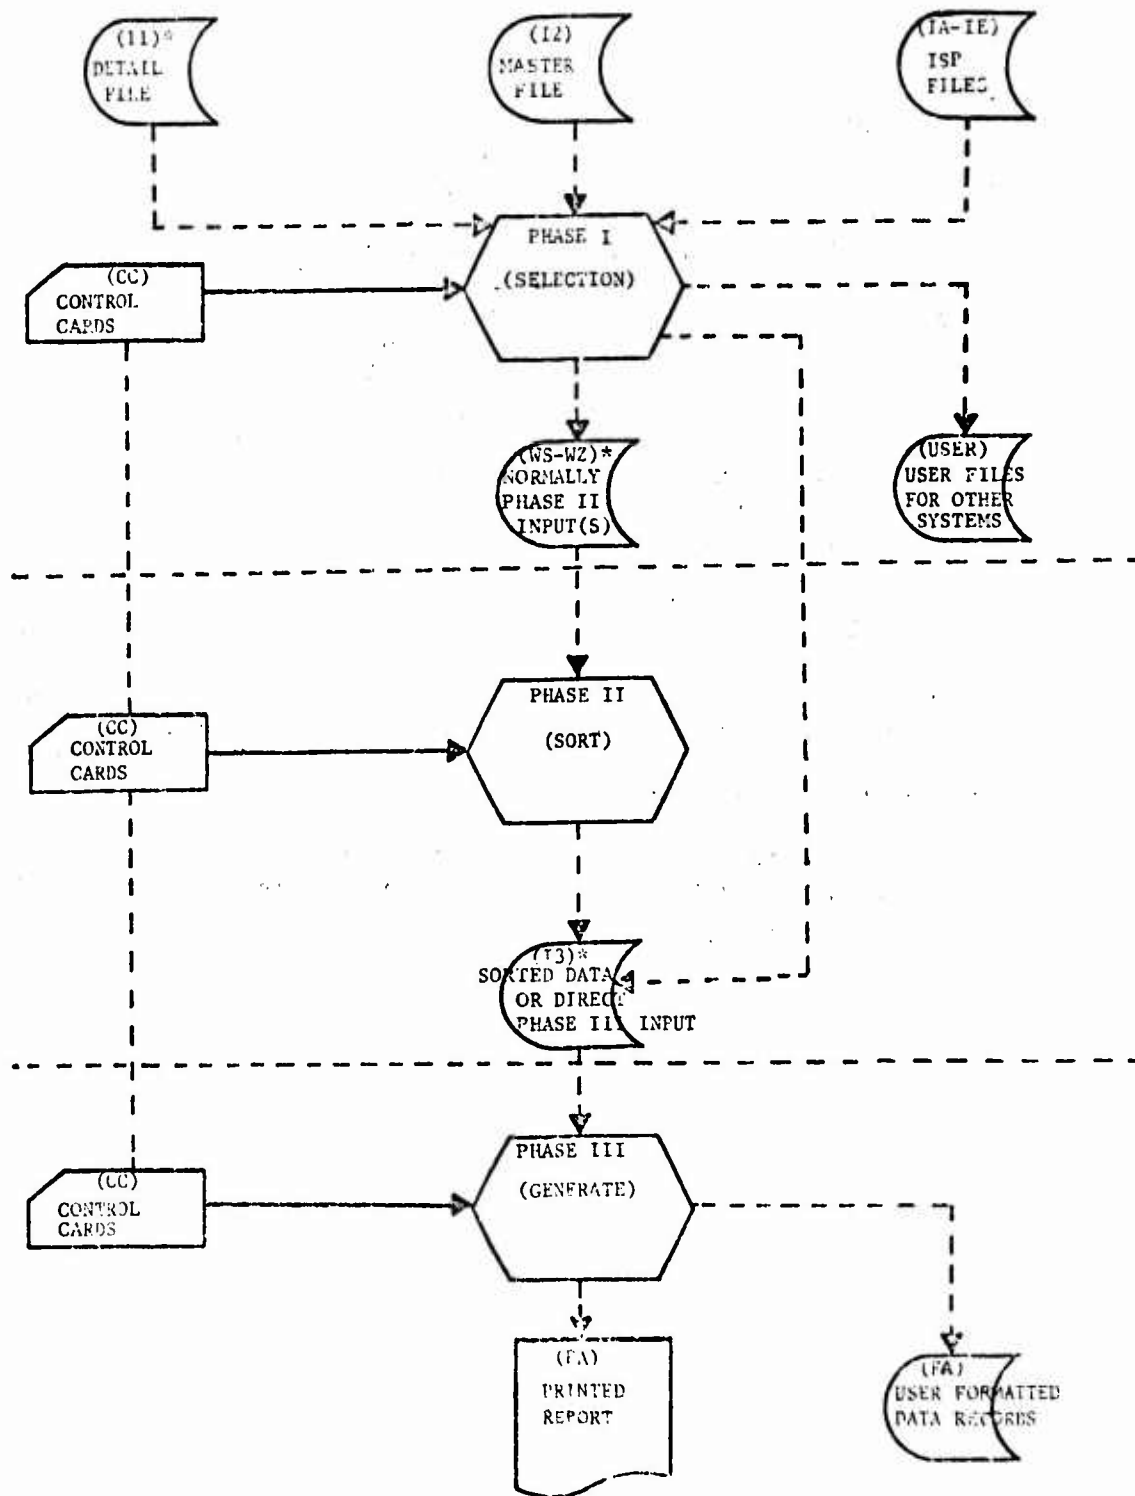 (I1)*
DETAIL
FILE
(I2)
MASTER
FILE
(IA-IE)
ISP
FILES
PHASE I
(SELECTION)
(CC)
CONTROL
CARDS
(WS-WZ)*
NORMALLY
PHASE II
INPUT(S)
(USER)
USER FILES
FOR OTHER
SYSTEMS
PHASE II
(SORT)
(CC)
CONTROL
CARDS
(I3)*
SORTED DATA
OR DIRECT
PHASE III INPUT
PHASE III
(GENERATE)
(CC)
CONTROL
CARDS
(FA)
PRINTED
REPORT
(FA)
USER FORMATTED
DATA RECORDS